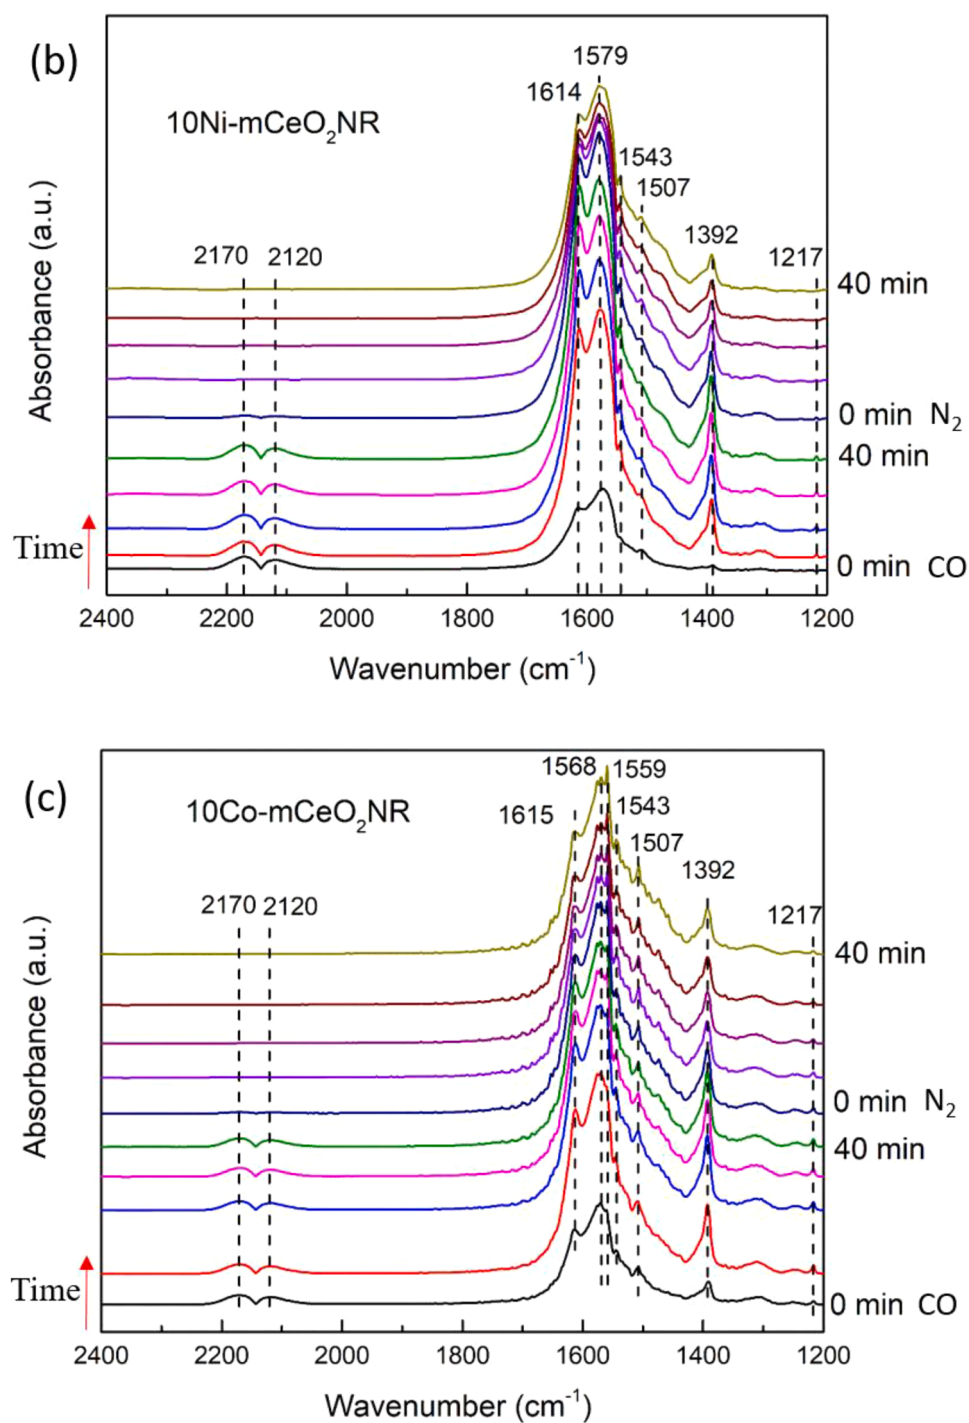 (b)
10Ni-mCeO₂NR
1579
1614
1543
1507
1392
1217
2170
2120
Absorbance (a.u.)
40 min
0 min N₂
40 min
0 min CO
Time
2400 2200 2000 1800 1600 1400 1200
Wavenumber (cm⁻¹)
(c)
10Co-mCeO₂NR
1568
1559
1615
1543
1507
1392
1217
2170
2120
Absorbance (a.u.)
40 min
0 min N₂
40 min
0 min CO
Time
2400 2200 2000 1800 1600 1400 1200
Wavenumber (cm⁻¹)